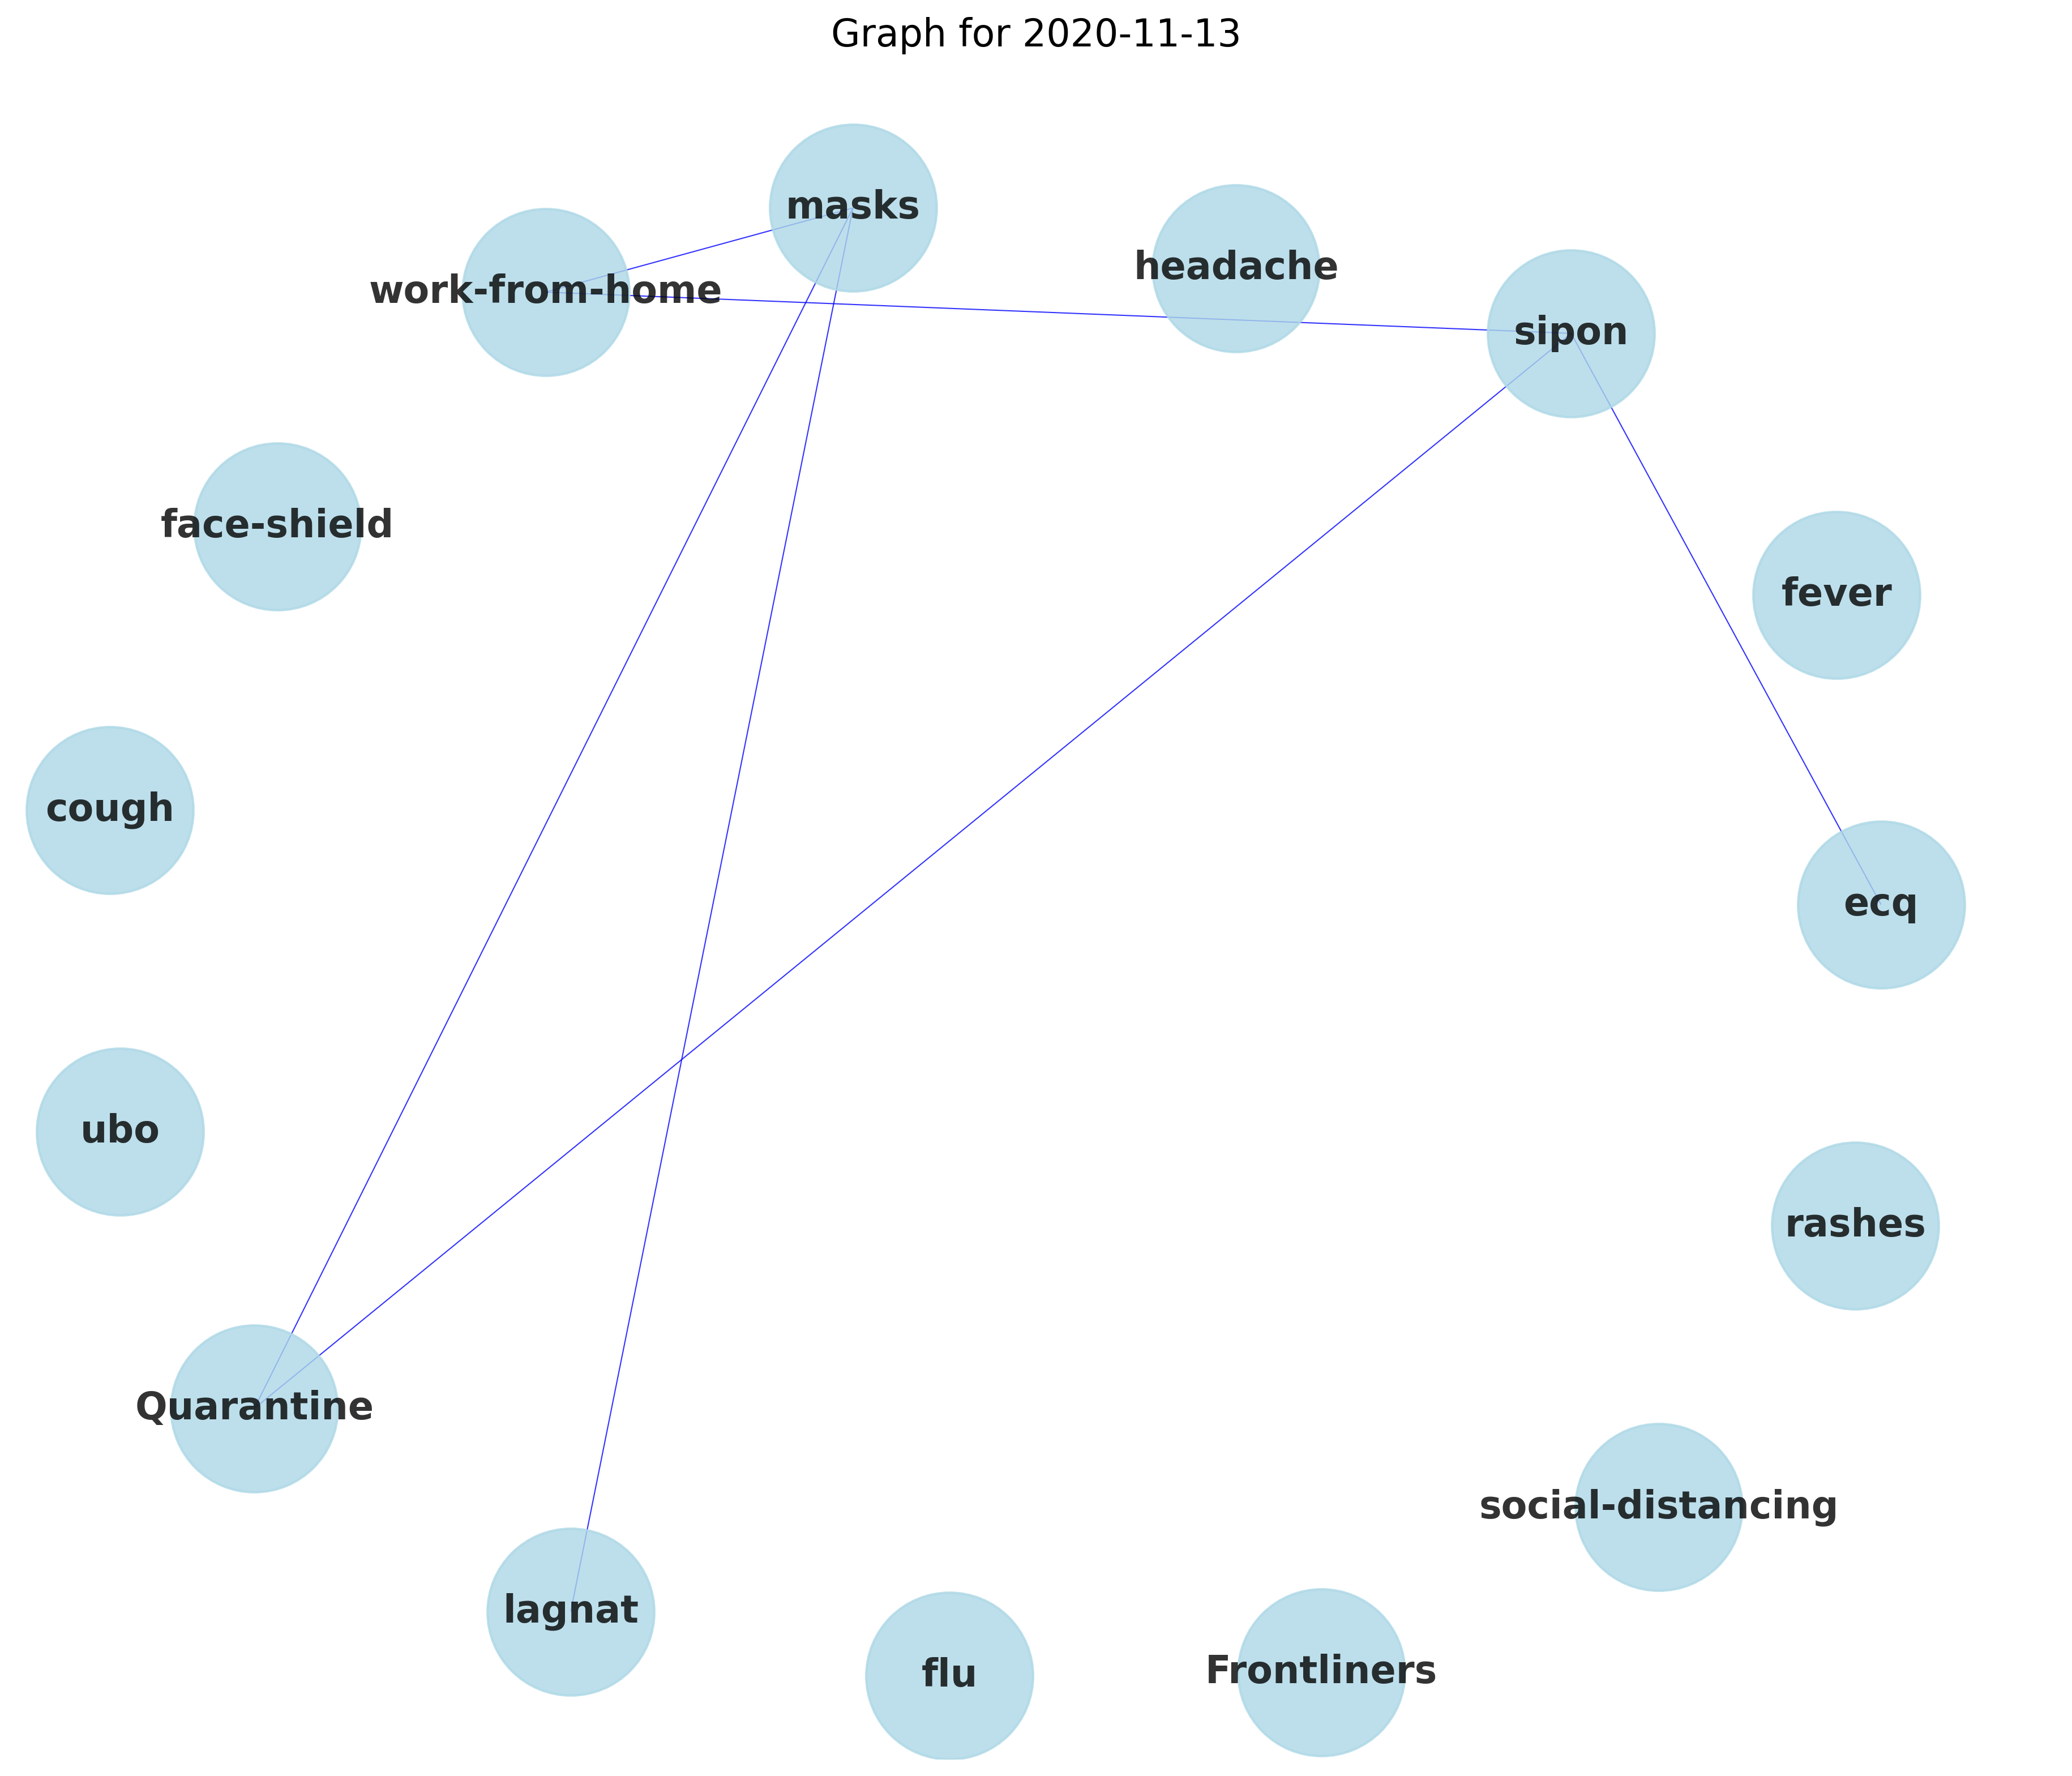 Graph for 2020-11-13
masks
headache
work-from-home
sipon
face-shield
fever
cough
ecq
ubo
rashes
Quarantine
social-distancing
lagnat
Frontliners
flu